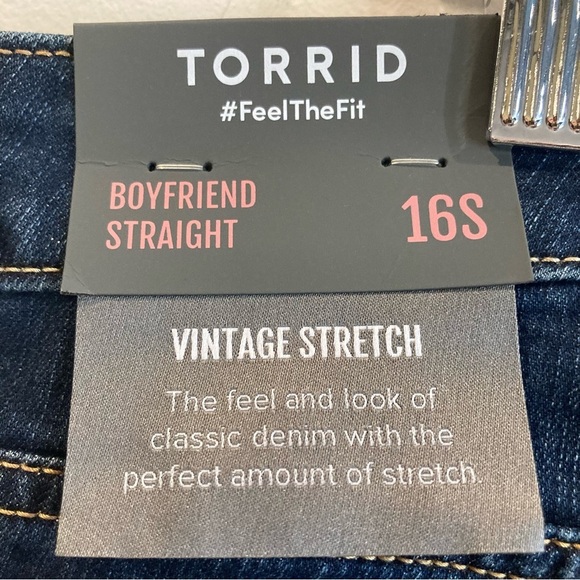 TORRID
#FeelTheFit
BOYFRIEND
STRAIGHT
16S
VINTAGE STRETCH
The feel and look of
classic denim with the
perfect amount of stretch.